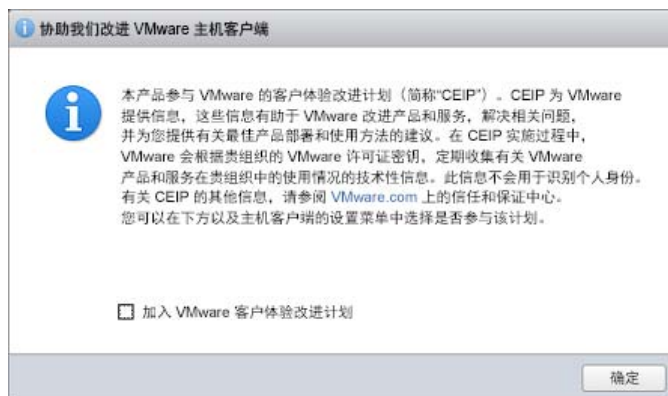 协助我们改进 VMware 主机客户端
本产品参与 VMware 的客户体验改进计划（简称“CEIP”）。CEIP 为 VMware
提供信息，这些信息有助于 VMware 改进产品和服务，解决相关问题，
并为您提供有关最佳产品部署和使用方法的建议。在 CEIP 实施过程中，
VMware 会根据贵组织的 VMware 许可证密钥，定期收集有关 VMware
产品和服务在贵组织中的使用情况的技术性信息。此信息不会用于识别个人身份。
有关 CEIP 的其他信息，请参阅 VMware.com 上的信任和保证中心。
您可以在下方以及主机客户端的设置菜单中选择是否参与该计划。
加入 VMware 客户体验改进计划
确定